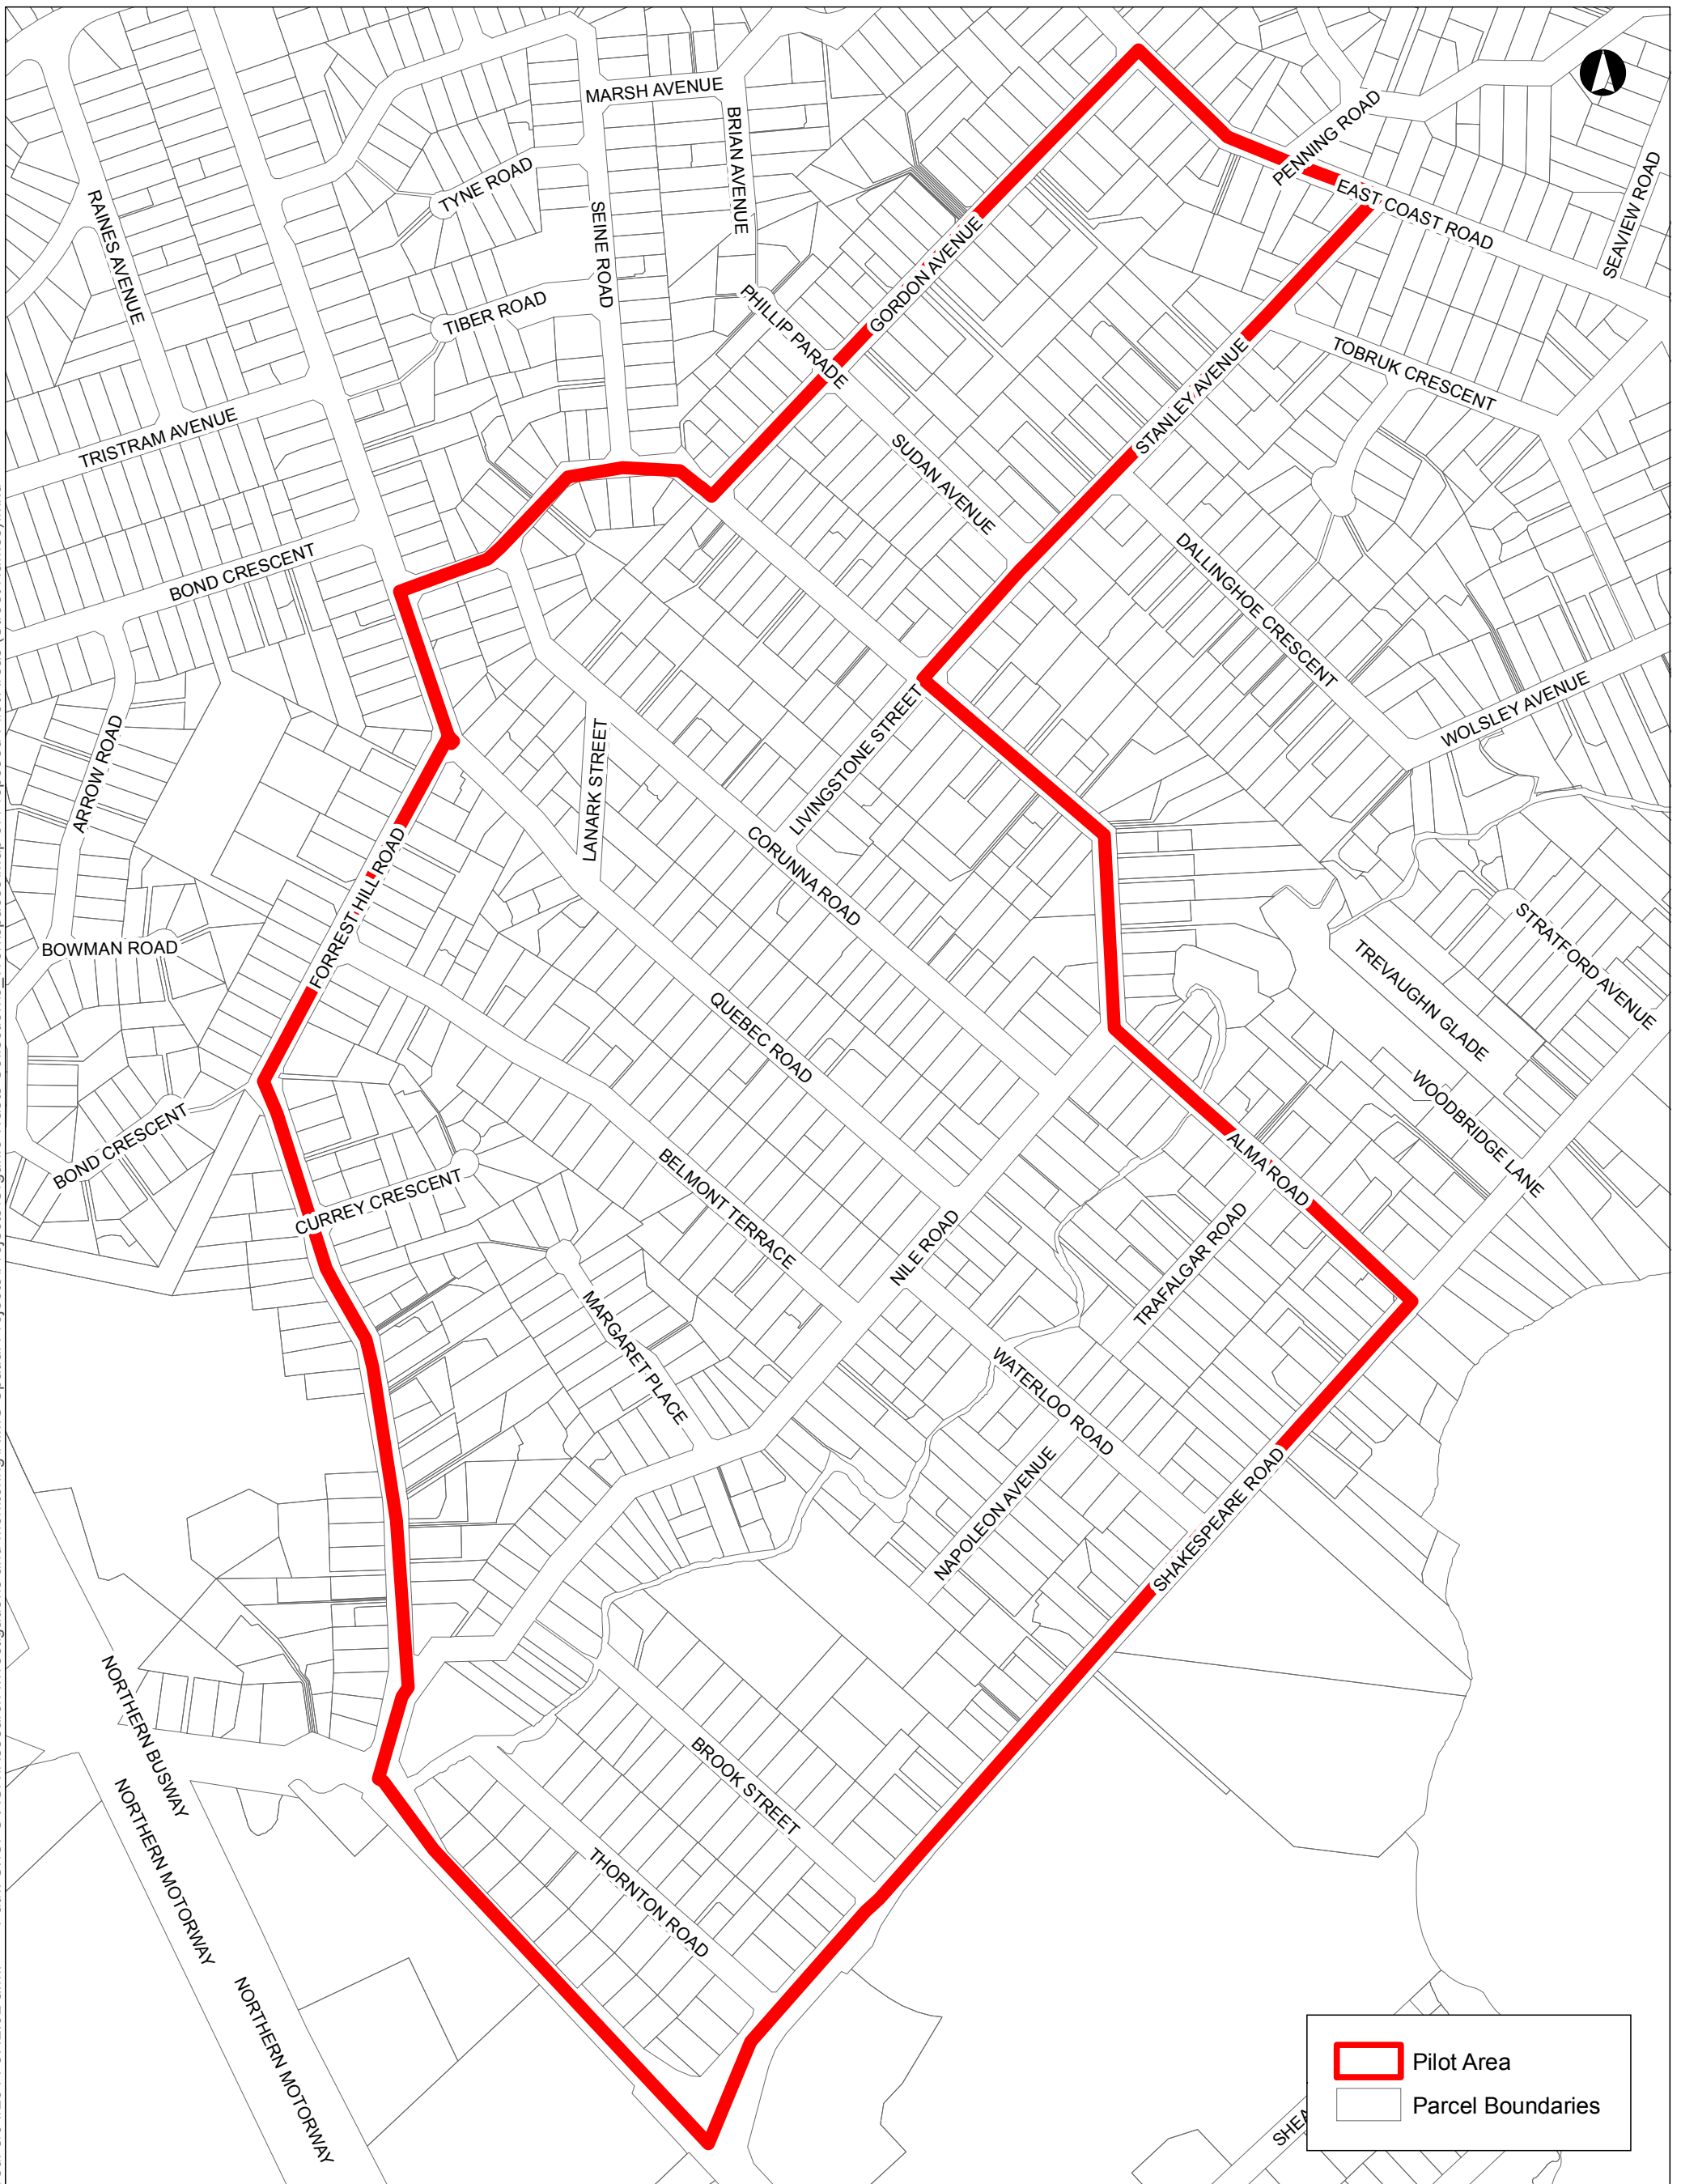 MARSH AVENUE
BRIAN AVENUE
PENNING ROAD
TYNE ROAD
EAST COAST ROAD
SEAVIEW ROAD
RAINES AVENUE
SEINE ROAD
GORDON AVENUE
TIBER ROAD
PHILLIP PARADE
STANLEY AVENUE
TOBRUK CRESCENT
TRISTRAM AVENUE
SUDAN AVENUE
BOND CRESCENT
DALLINGHOE CRESCENT
WOLSLEY AVENUE
LIVINGSTONE STREET
ARROW ROAD
LANARK STREET
CORUNNA ROAD
FORREST HILL ROAD
BOWMAN ROAD
STRATFORD AVENUE
TREVAUGHN GLADE
QUEBEC ROAD
WOODBRIDGE LANE
BOND CRESCENT
ALMA ROAD
CURREY CRESCENT
BELMONT TERRACE
NILE ROAD
TRAFALGAR ROAD
MARGARET PLACE
WATERLOO ROAD
NAPOLEON AVENUE
SHAKESPEARE ROAD
NORTHERN BUSWAY
BROOK STREET
NORTHERN MOTORWAY
THORNTON ROAD
NORTHERN MOTORWAY
Pilot Area
Parcel Boundaries
SHEA